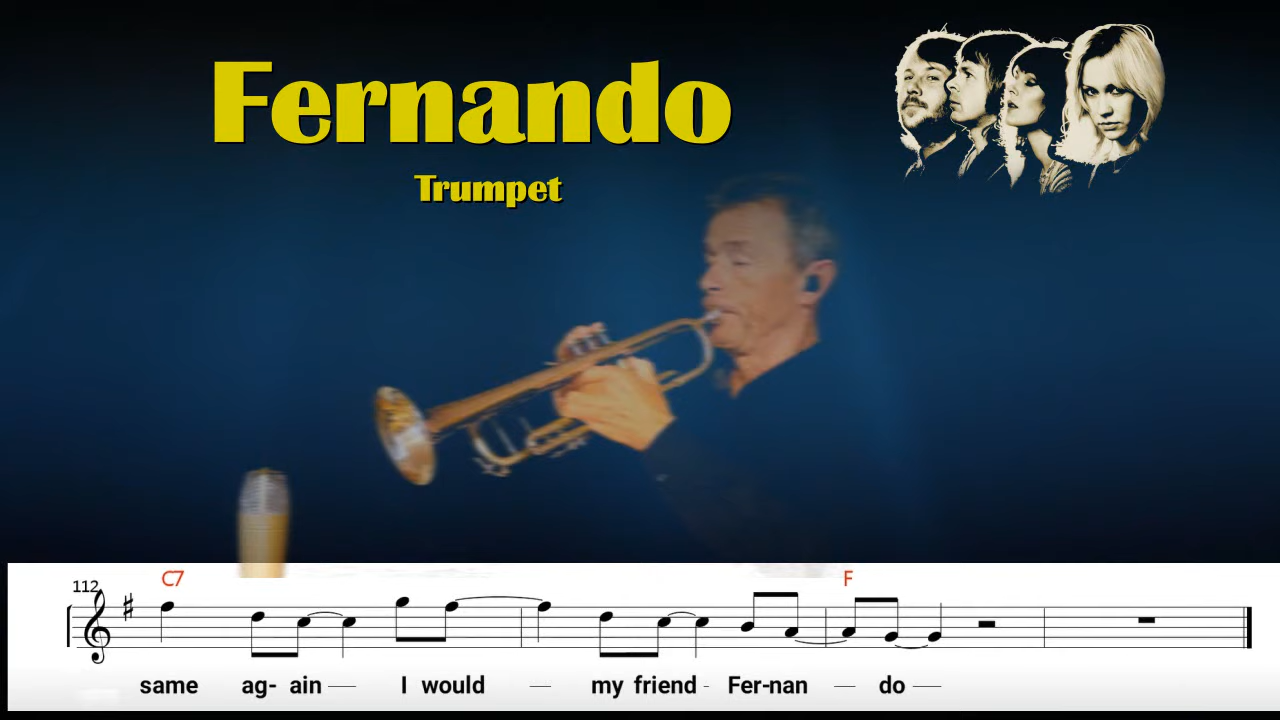 Fernando
Trumpet
112
C7 F
same ag- ain — I would — my friend - Fer-nan — do —